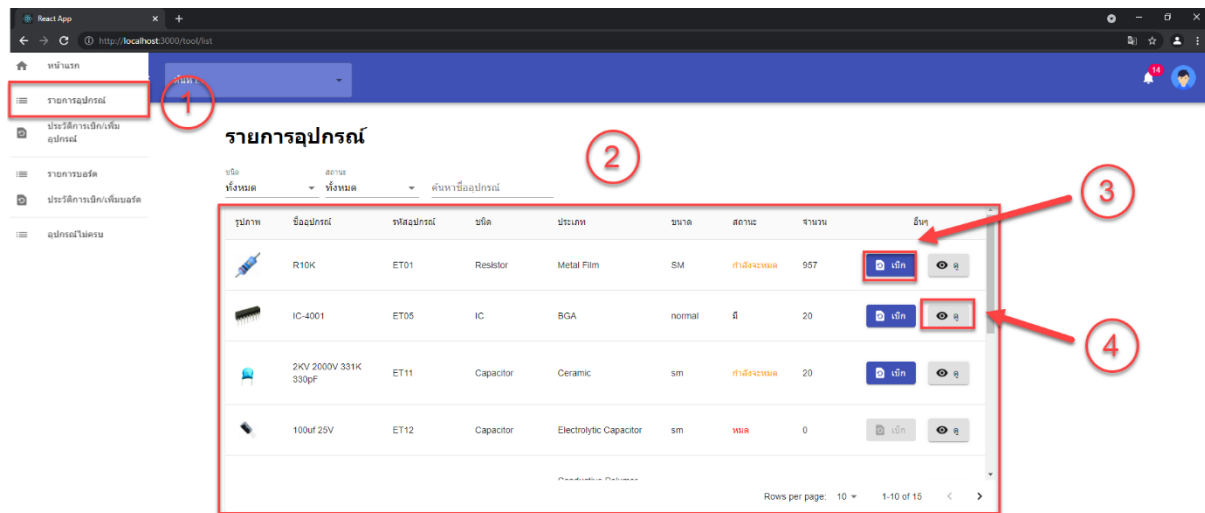 React App
http://localhost:3000/tool/list
หน้าแรก
ค้นหา
14
รายการอุปกรณ์
1
ประวัติการเบิก/เพิ่ม
อุปกรณ์
รายการบอร์ด
ประวัติการเบิก/เพิ่มบอร์ด
อุปกรณ์ไม่ครบ
รายการอุปกรณ์
2
3
4
ชนิด สถานะ
ทั้งหมด ทั้งหมด ค้นหาชื่ออุปกรณ์
รูปภาพ ชื่ออุปกรณ์ รหัสอุปกรณ์ ชนิด ประเภท ขนาด สถานะ จำนวน อื่นๆ
R10K ET01 Resistor Metal Film SM กำลังจะหมด 957 เบิก ดู
IC-4001 ET05 IC BGA normal มี 20 เบิก ดู
2KV 2000V 331K
330pF ET11 Capacitor Ceramic sm กำลังจะหมด 20 เบิก ดู
100uf 25V ET12 Capacitor Electrolytic Capacitor sm หมด 0 เบิก ดู
Conductive Polymer
Rows per page: 10 1-10 of 15